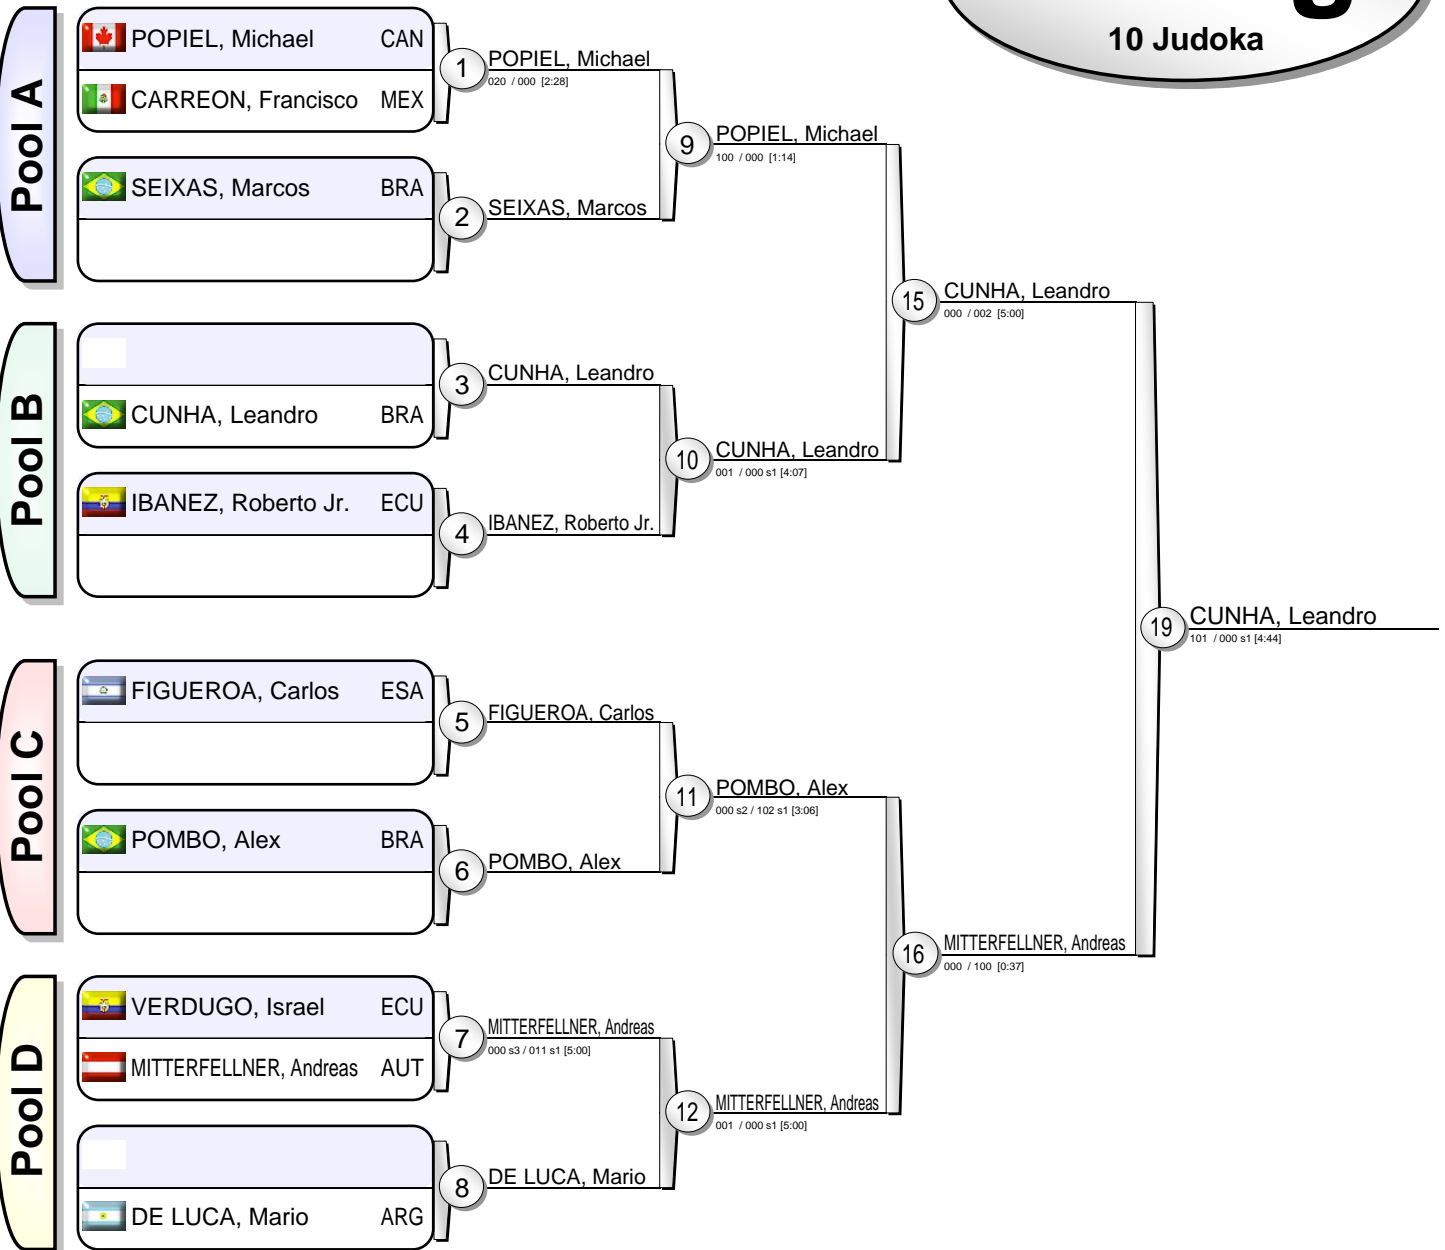 10 Judoka
Pool A
POPIEL, Michael CAN
CARREON, Francisco MEX
SEIXAS, Marcos BRA
Pool B
CUNHA, Leandro BRA
IBANEZ, Roberto Jr. ECU
Pool C
FIGUEROA, Carlos ESA
POMBO, Alex BRA
Pool D
VERDUGO, Israel ECU
MITTERFELLNER, Andreas AUT
DE LUCA, Mario ARG
1 POPIEL, Michael
020 / 000 [2:28]
2 SEIXAS, Marcos
3 CUNHA, Leandro
4 IBANEZ, Roberto Jr.
5 FIGUEROA, Carlos
6 POMBO, Alex
7 MITTERFELLNER, Andreas
000 s3 / 011 s1 [5:00]
8 DE LUCA, Mario
9 POPIEL, Michael
100 / 000 [1:14]
10 CUNHA, Leandro
001 / 000 s1 [4:07]
11 POMBO, Alex
000 s2 / 102 s1 [3:06]
12 MITTERFELLNER, Andreas
001 / 000 s1 [5:00]
15 CUNHA, Leandro
000 / 002 [5:00]
16 MITTERFELLNER, Andreas
000 / 100 [0:37]
19 CUNHA, Leandro
101 / 000 s1 [4:44]